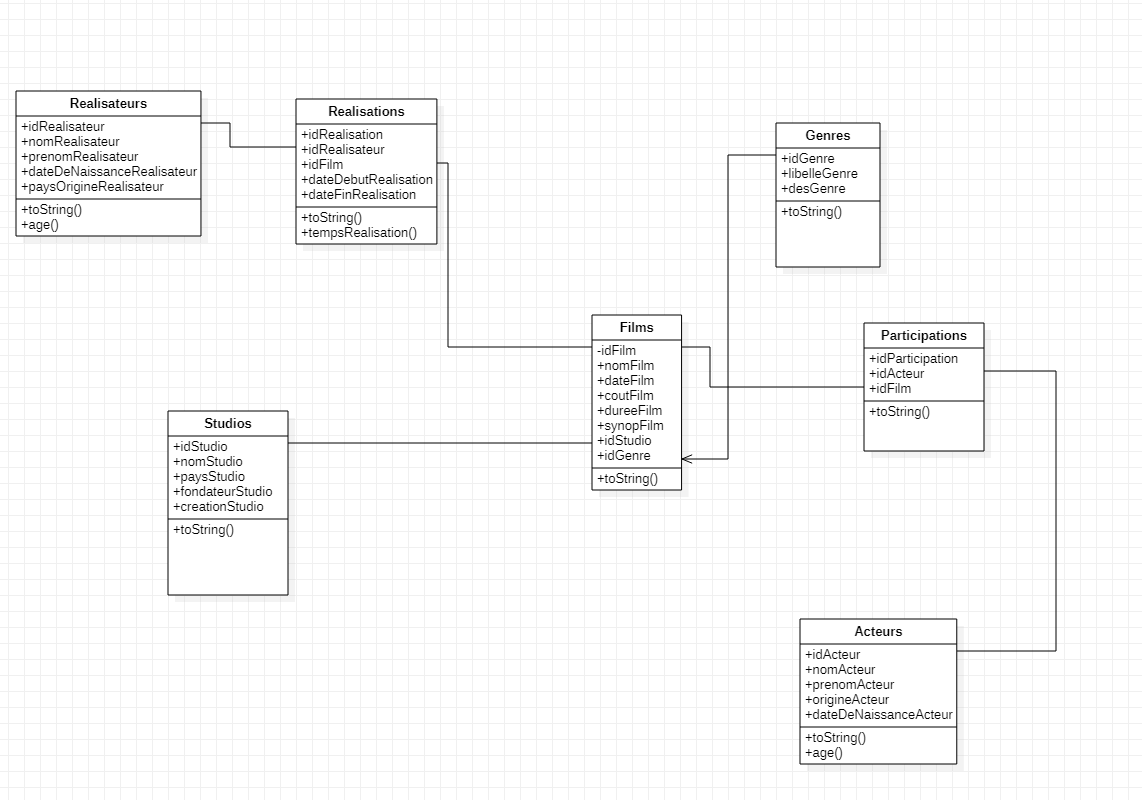 Realisateurs
+idRealisateur
+nomRealisateur
+prenomRealisateur
+dateDeNaissanceRealisateur
+paysOrigineRealisateur
+toString()
+age()
Realisations
+idRealisation
+idRealisateur
+idFilm
+dateDebutRealisation
+dateFinRealisation
+toString()
+tempsRealisation()
Genres
+idGenre
+libelleGenre
+desGenre
+toString()
Films
-idFilm
+nomFilm
+dateFilm
+coutFilm
+dureeFilm
+synopFilm
+idStudio
+idGenre
+toString()
Participations
+idParticipation
+idActeur
+idFilm
+toString()
Studios
+idStudio
+nomStudio
+paysStudio
+fondateurStudio
+creationStudio
+toString()
Acteurs
+idActeur
+nomActeur
+prenomActeur
+origineActeur
+dateDeNaissanceActeur
+toString()
+age()